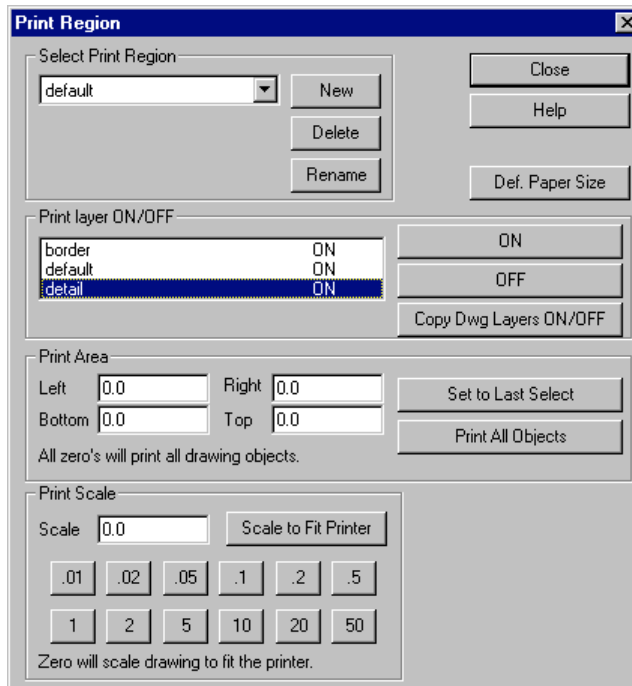 Print Region
Select Print Region
default
New
Delete
Rename
Close
Help
Def. Paper Size
Print layer ON/OFF
border ON
default ON
detail ON
ON
OFF
Copy Dwg Layers ON/OFF
Print Area
Left 0.0 Right 0.0
Bottom 0.0 Top 0.0
All zero's will print all drawing objects.
Set to Last Select
Print All Objects
Print Scale
Scale 0.0 Scale to Fit Printer
.01 .02 .05 .1 .2 .5
1 2 5 10 20 50
Zero will scale drawing to fit the printer.